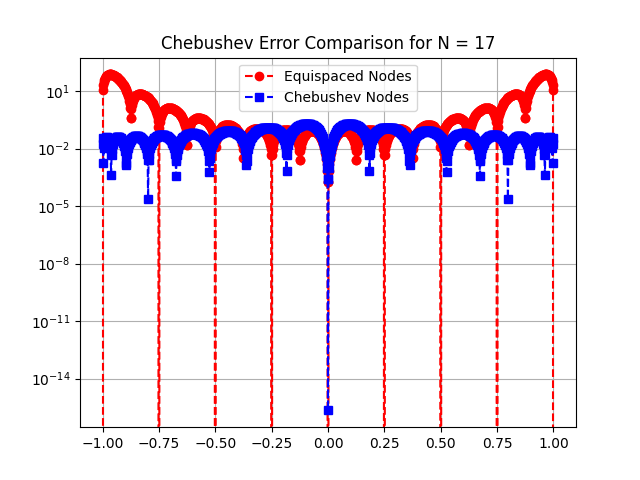 Chebushev Error Comparison for N = 17
Equispaced Nodes
Chebushev Nodes
10^1
10^−2
10^−5
10^−8
10^−11
10^−14
−1.00 −0.75 −0.50 −0.25 0.00 0.25 0.50 0.75 1.00